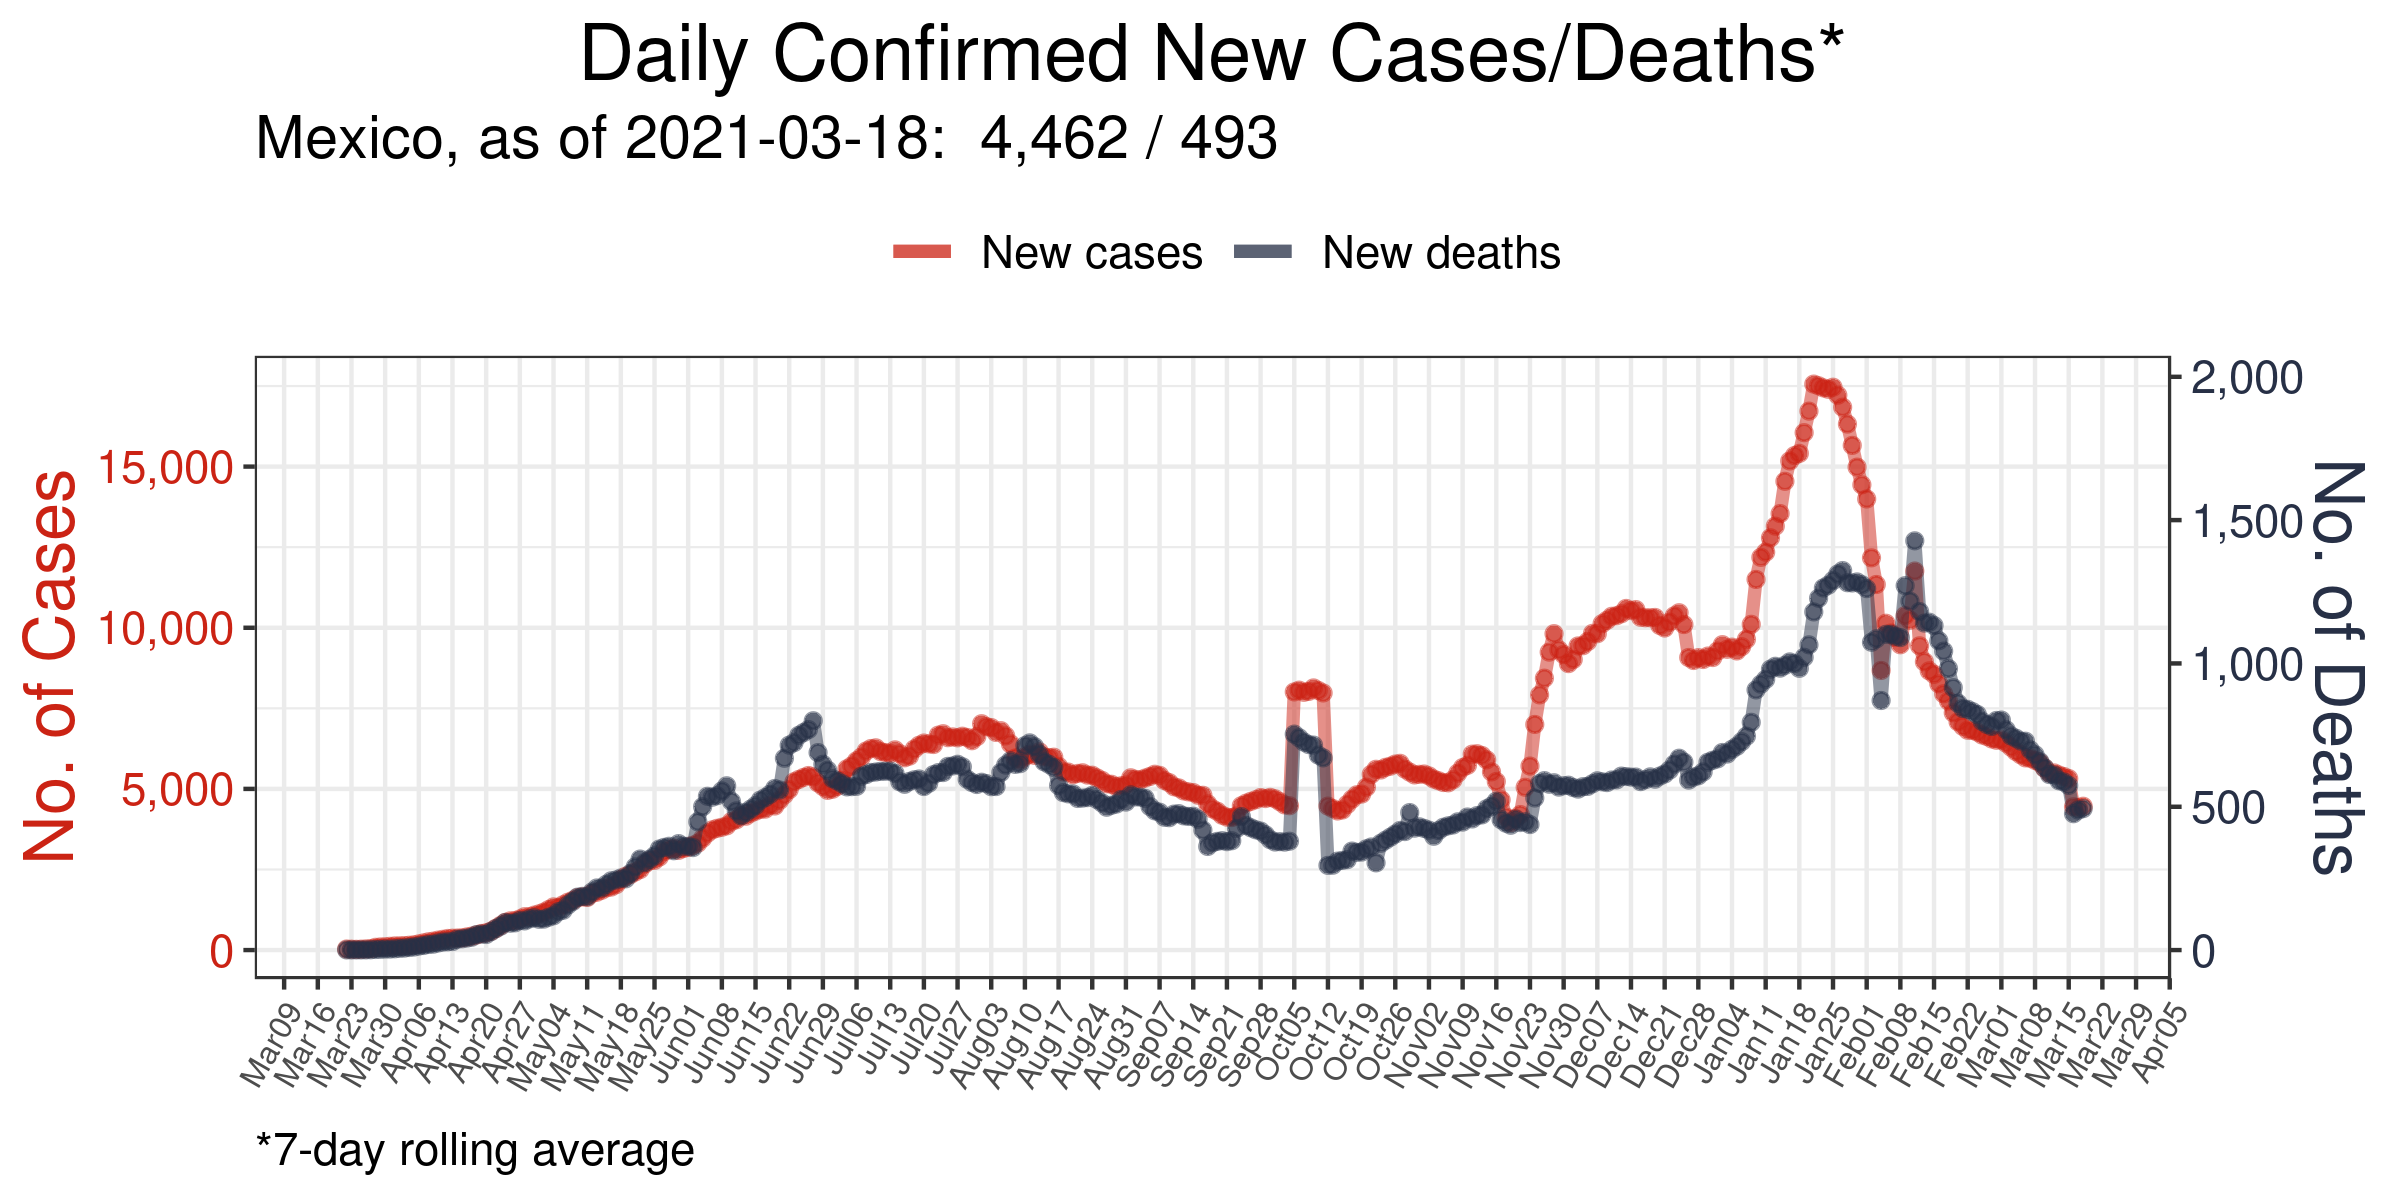 Daily Confirmed New Cases/Deaths*
Mexico, as of 2021-03-18:  4,462 / 493
New cases
New deaths
No. of Cases
15,000
10,000
5,000
0
2,000
1,500
1,000
500
0
No. of Deaths
Mar09
Mar16
Mar23
Mar30
Apr06
Apr13
Apr20
Apr27
May04
May11
May18
May25
Jun01
Jun08
Jun15
Jun22
Jun29
Jul06
Jul13
Jul20
Jul27
Aug03
Aug10
Aug17
Aug24
Aug31
Sep07
Sep14
Sep21
Sep28
Oct05
Oct12
Oct19
Oct26
Nov02
Nov09
Nov16
Nov23
Nov30
Dec07
Dec14
Dec21
Dec28
Jan04
Jan11
Jan18
Jan25
Feb01
Feb08
Feb15
Feb22
Mar01
Mar08
Mar15
Mar22
Mar29
Apr05
*7-day rolling average